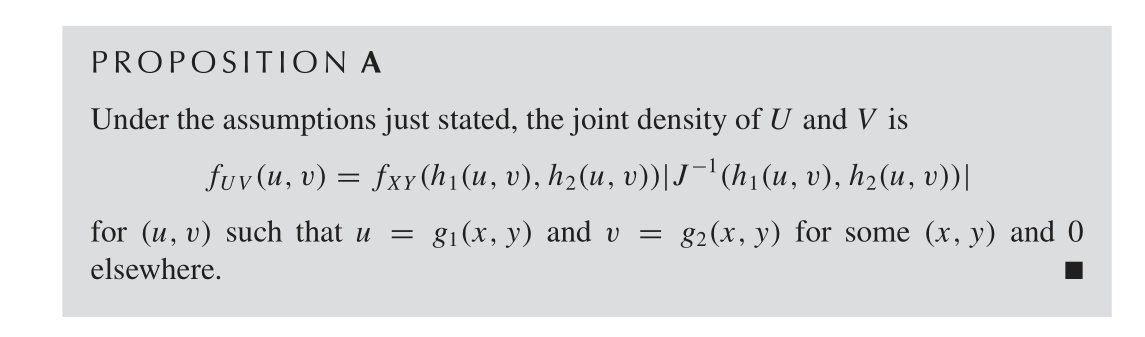 PROPOSITION A
Under the assumptions just stated, the joint density of U and V is
f_{UV}(u, v) = f_{XY}(h_1(u, v), h_2(u, v))|J^{-1}(h_1(u, v), h_2(u, v))|
for (u, v) such that u = g_1(x, y) and v = g_2(x, y) for some (x, y) and 0
elsewhere. ■